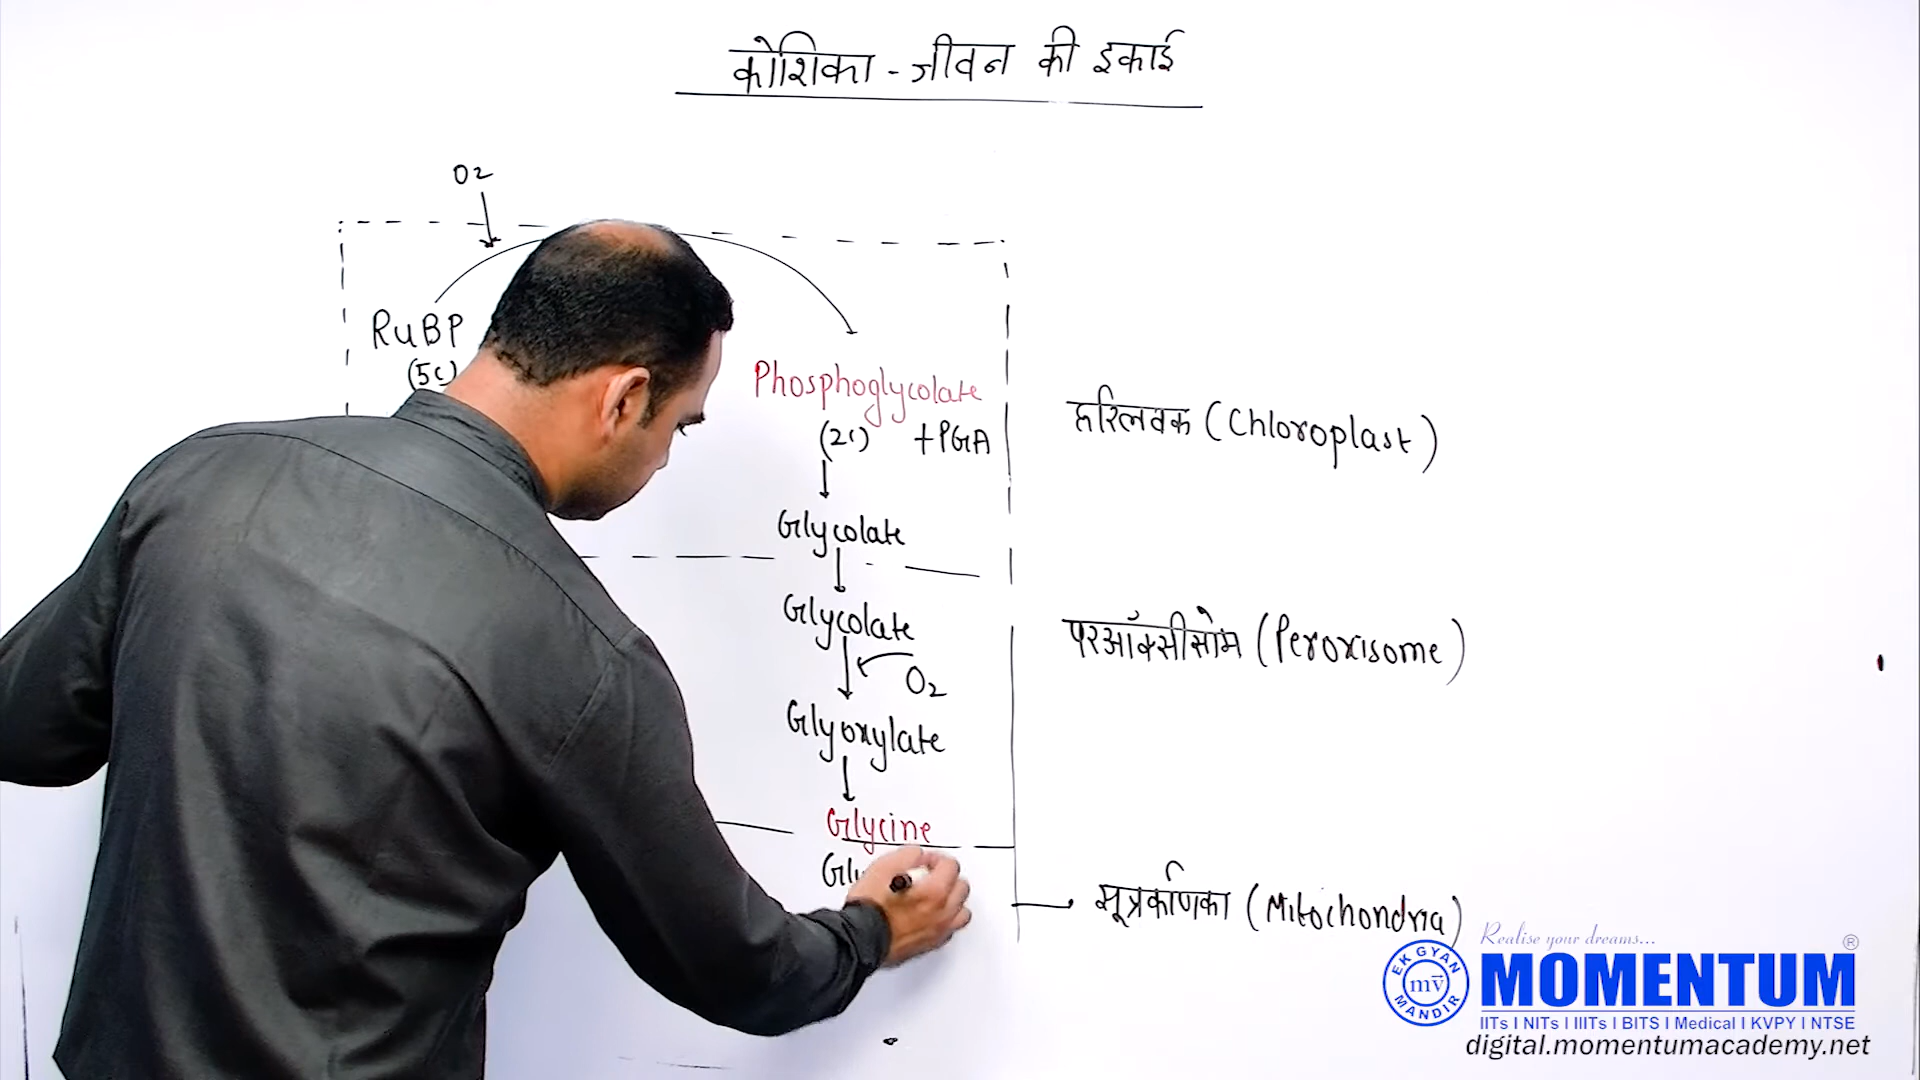 कोशिका - जीवन की इकाई
O2
RuBP
(5C)
Phosphoglycolate
(2C) +PGA
Glycolate
Glycolate
O2
Glyoxylate
Glycine
हरितलवक (Chloroplast)
परऑक्सीसोम (Peroxisome)
सूत्रकणिका (Mitochondria)
Realise your dreams...
EK GYAN MANDIR
mv
MOMENTUM ®
IITs I NITs I IIITs I BITS I Medical I KVPY I NTSE
digital.momentumacademy.net